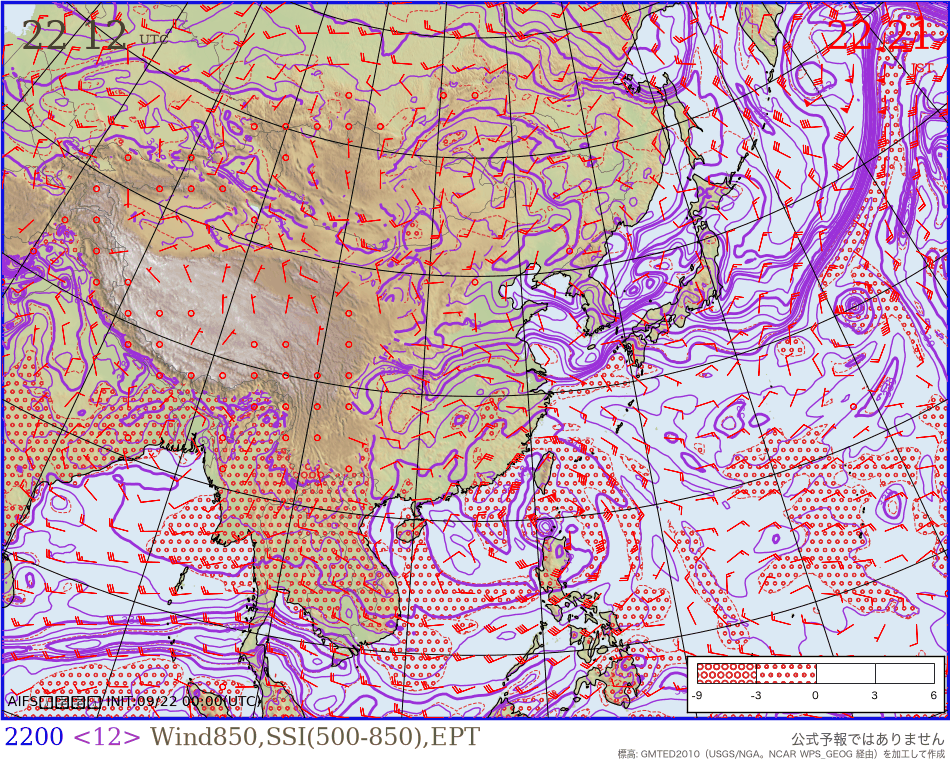 22 12 UTC
22 21 JST
-9 -3 0 3 6
INIT:09/22 00:00(UTC)
2200 <12> Wind850,SSI(500-850),EPT
公式予報ではありません
標高: GMTED2010（USGS/NGA。NCAR WPS_GEOG 経由）を加工して作成